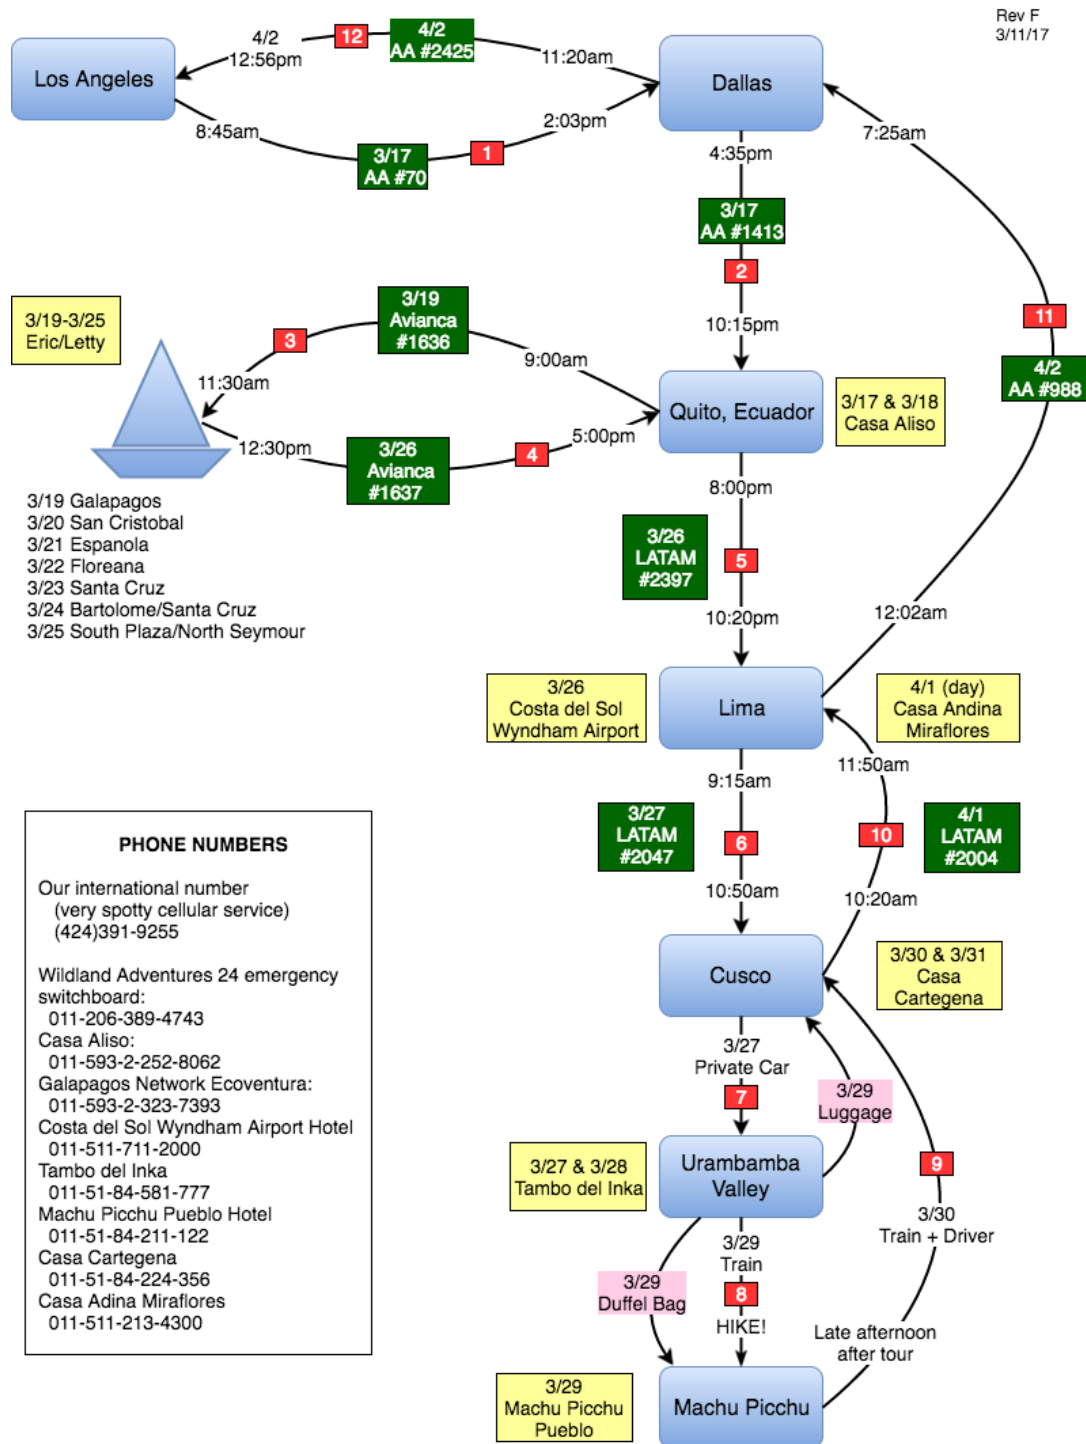 Rev F
3/11/17
4/2
12:56pm
12
4/2
AA #2425
11:20am
Los Angeles
Dallas
8:45am
3/17
AA #70
1
2:03pm
7:25am
4:35pm
3/17
AA #1413
2
10:15pm
3/19-3/25
Eric/Letty
3
3/19
Avianca
#1636
9:00am
11:30am
11
4/2
AA #988
Quito, Ecuador
3/17 & 3/18
Casa Aliso
12:30pm
3/26
Avianca
#1637
4
5:00pm
3/19 Galapagos
3/20 San Cristobal
3/21 Espanola
3/22 Floreana
3/23 Santa Cruz
3/24 Bartolome/Santa Cruz
3/25 South Plaza/North Seymour
8:00pm
3/26
LATAM
#2397
5
10:20pm
12:02am
3/26
Costa del Sol
Wyndham Airport
Lima
4/1 (day)
Casa Andina
Miraflores
9:15am
11:50am
3/27
LATAM
#2047
6
10
4/1
LATAM
#2004
10:50am
10:20am
Cusco
3/30 & 3/31
Casa
Cartegena
3/27
Private Car
7
3/29
Luggage
3/27 & 3/28
Tambo del Inka
Urambamba
Valley
9
3/30
Train + Driver
3/29
Train
8
HIKE!
3/29
Duffel Bag
Late afternoon
after tour
3/29
Machu Picchu
Pueblo
Machu Picchu
PHONE NUMBERS
Our international number
(very spotty cellular service)
(424)391-9255
Wildland Adventures 24 emergency
switchboard:
011-206-389-4743
Casa Aliso:
011-593-2-252-8062
Galapagos Network Ecoventura:
011-593-2-323-7393
Costa del Sol Wyndham Airport Hotel
011-511-711-2000
Tambo del Inka
011-51-84-581-777
Machu Picchu Pueblo Hotel
011-51-84-211-122
Casa Cartegena
011-51-84-224-356
Casa Adina Miraflores
011-511-213-4300